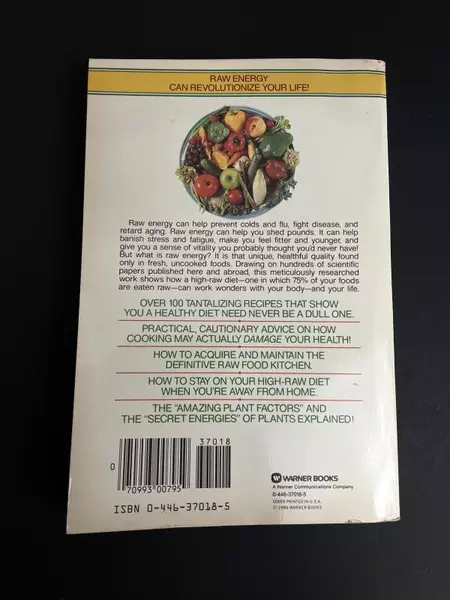 RAW ENERGY
CAN REVOLUTIONIZE YOUR LIFE!
Raw energy can help prevent colds and flu, fight disease, and
retard aging. Raw energy can help you shed pounds. It can help
banish stress and fatigue, make you feel fitter and younger, and
give you a sense of vitality you probably thought you'd never have!
But what is raw energy? It is that unique, healthful quality found
only in fresh, uncooked foods. Drawing on hundreds of scientific
papers published here and abroad, this meticulously researched
work shows how a high-raw diet—one in which 75% of your foods
are eaten raw—can work wonders with your body—and your life.
OVER 100 TANTALIZING RECIPES THAT SHOW
YOU A HEALTHY DIET NEED NEVER BE A DULL ONE.
PRACTICAL, CAUTIONARY ADVICE ON HOW
COOKING MAY ACTUALLY DAMAGE YOUR HEALTH!
HOW TO ACQUIRE AND MAINTAIN THE
DEFINITIVE RAW FOOD KITCHEN.
HOW TO STAY ON YOUR HIGH-RAW DIET
WHEN YOU'RE AWAY FROM HOME.
THE "AMAZING PLANT FACTORS" AND
THE "SECRET ENERGIES" OF PLANTS EXPLAINED!
37018
0 70993 00795
ISBN 0-446-37018-5
WARNER BOOKS
A Warner Communications Company
0-446-37018-5
COVER PRINTED IN U.S.A.
© 1986 WARNER BOOKS